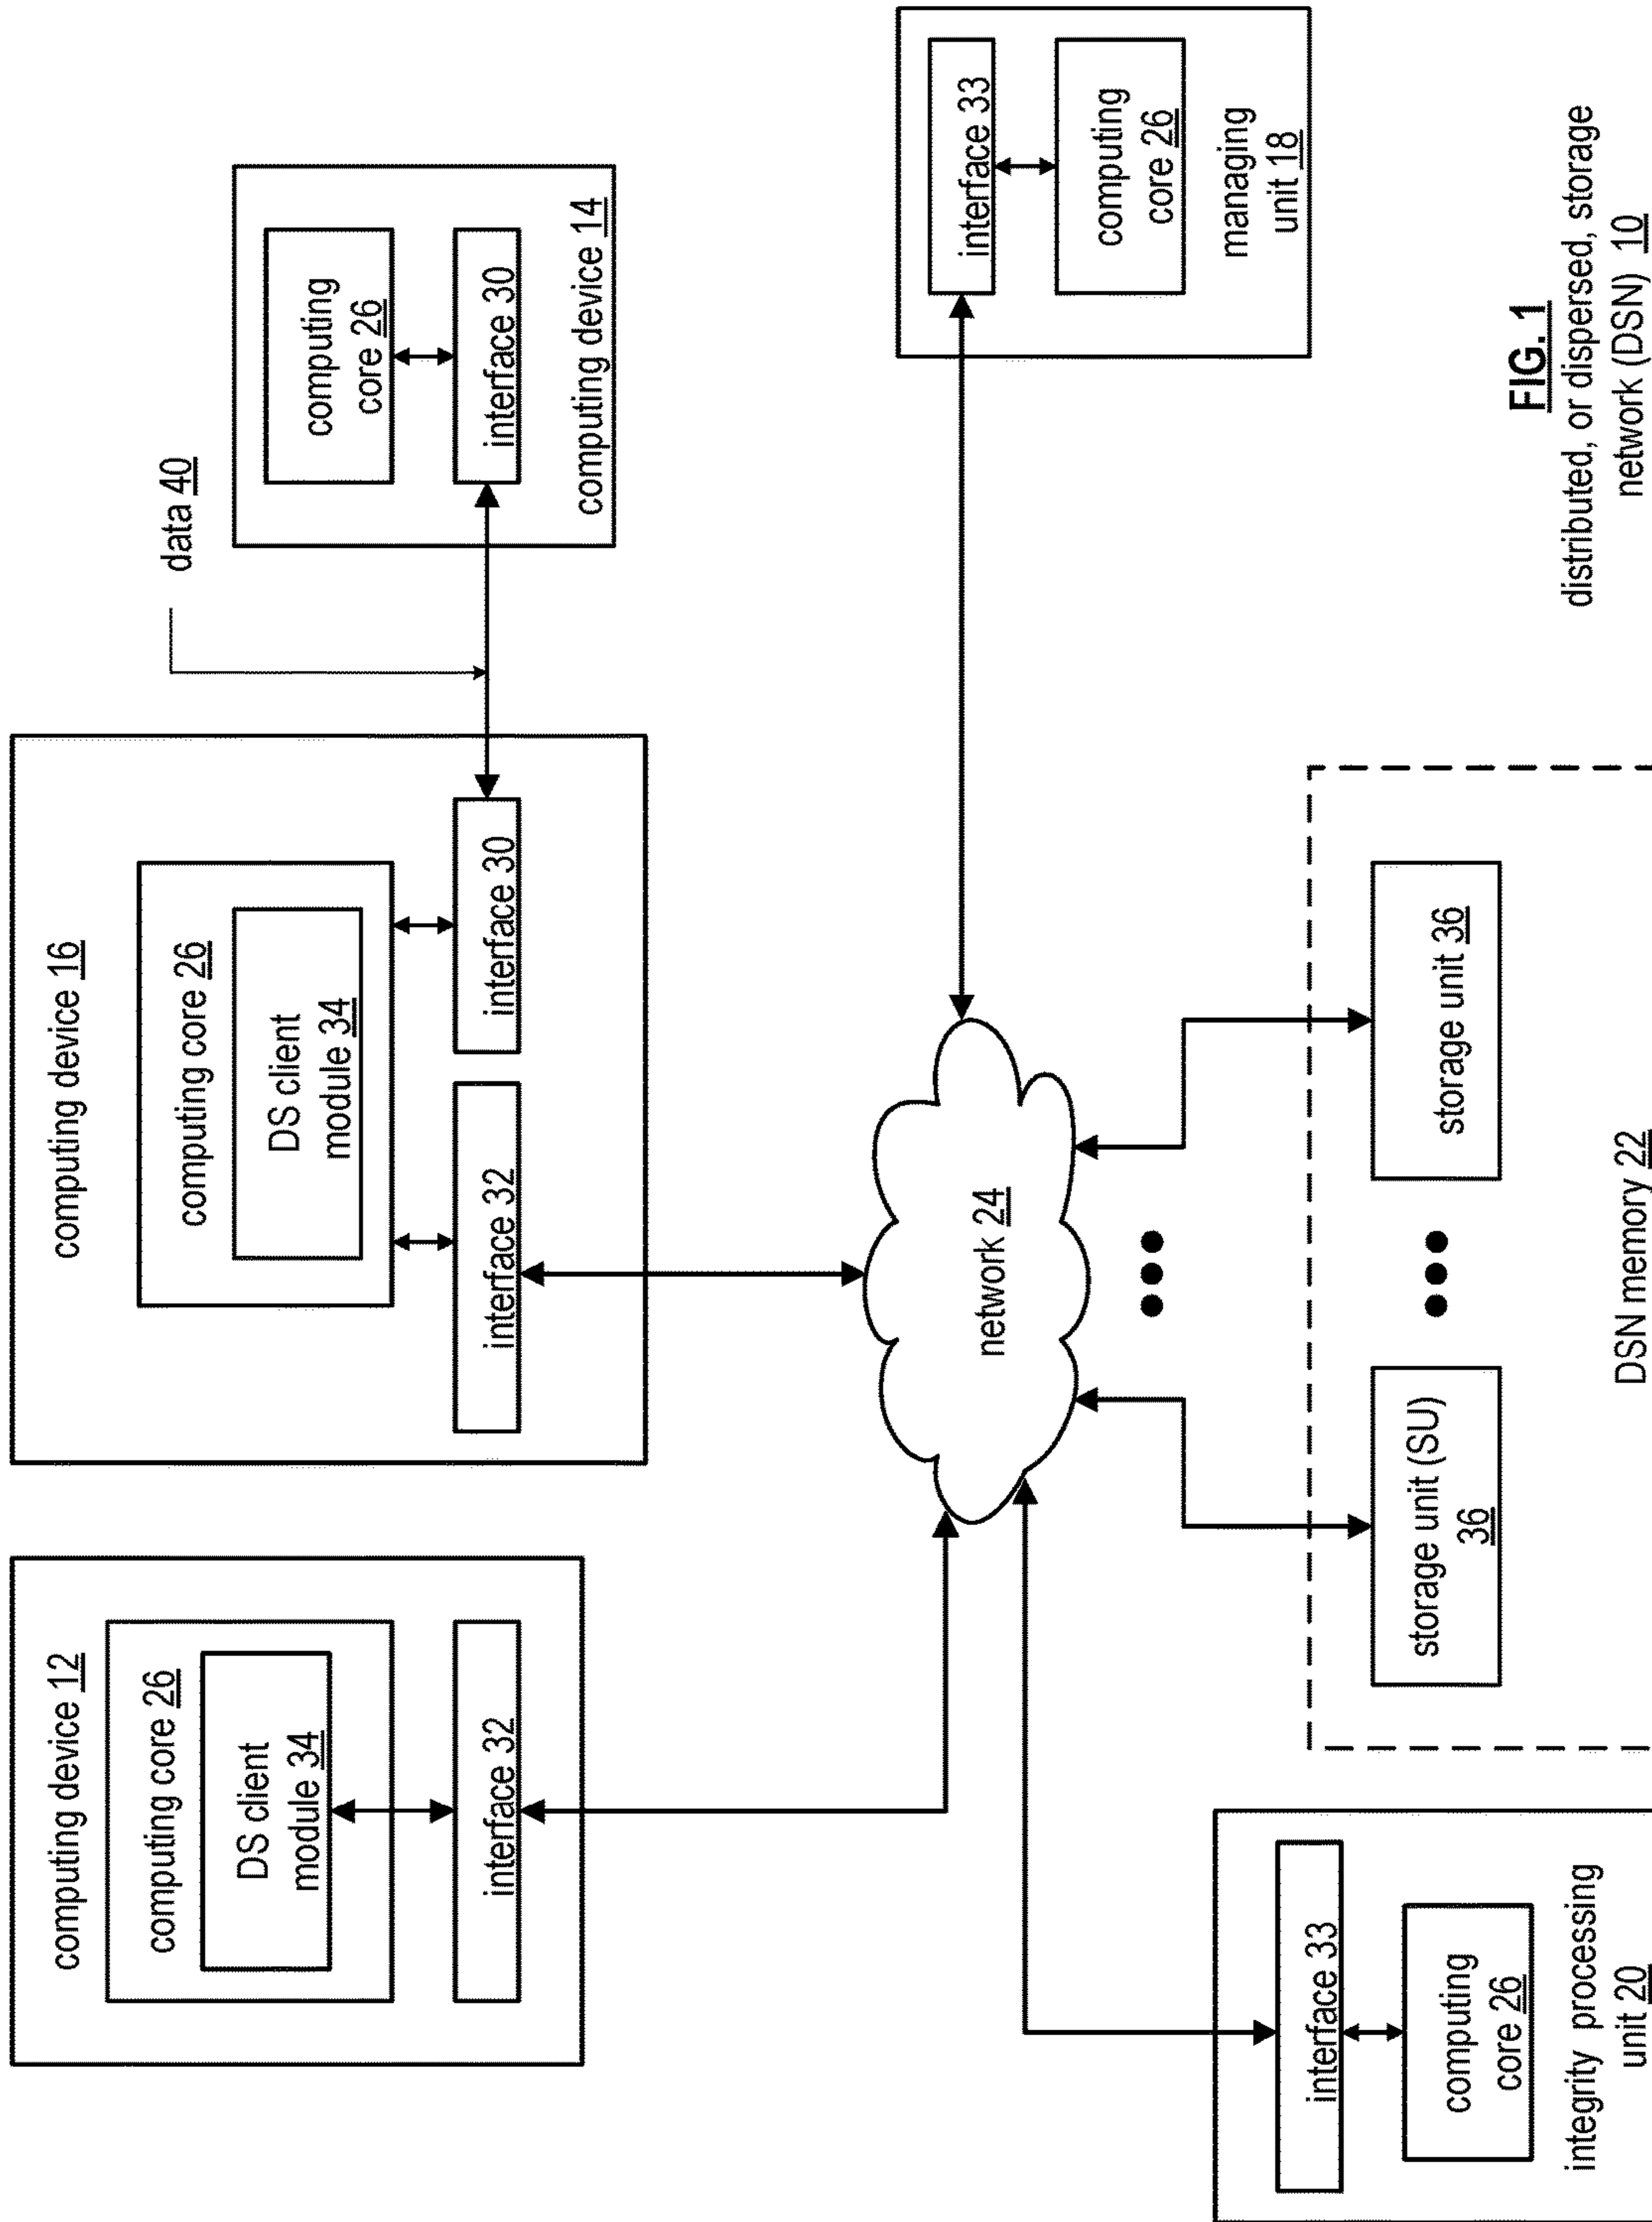 computing device 12
computing core 26
DS client
module 34
interface 32
computing device 16
computing core 26
DS client
module 34
interface 32
interface 30
data 40
computing
core 26
interface 30
computing device 14
network 24
interface 33
computing
core 26
managing
unit 18
interface 33
computing
core 26
integrity processing
unit 20
storage unit (SU)
36
storage unit 36
DSN memory 22
FIG. 1
distributed, or dispersed, storage
network (DSN) 10